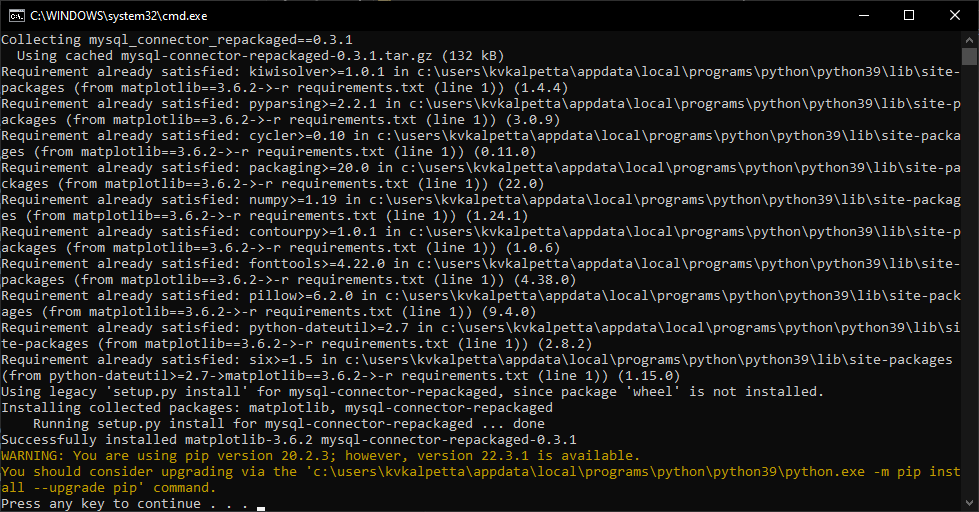 C:\WINDOWS\system32\cmd.exe
Collecting mysql_connector_repackaged==0.3.1
  Using cached mysql-connector-repackaged-0.3.1.tar.gz (132 kB)
Requirement already satisfied: kiwisolver>=1.0.1 in c:\users\kvkalpetta\appdata\local\programs\python\python39\lib\site-
packages (from matplotlib==3.6.2->-r requirements.txt (line 1)) (1.4.4)
Requirement already satisfied: pyparsing>=2.2.1 in c:\users\kvkalpetta\appdata\local\programs\python\python39\lib\site-p
ackages (from matplotlib==3.6.2->-r requirements.txt (line 1)) (3.0.9)
Requirement already satisfied: cycler>=0.10 in c:\users\kvkalpetta\appdata\local\programs\python\python39\lib\site-packa
ges (from matplotlib==3.6.2->-r requirements.txt (line 1)) (0.11.0)
Requirement already satisfied: packaging>=20.0 in c:\users\kvkalpetta\appdata\local\programs\python\python39\lib\site-pa
ckages (from matplotlib==3.6.2->-r requirements.txt (line 1)) (22.0)
Requirement already satisfied: numpy>=1.19 in c:\users\kvkalpetta\appdata\local\programs\python\python39\lib\site-packag
es (from matplotlib==3.6.2->-r requirements.txt (line 1)) (1.24.1)
Requirement already satisfied: contourpy>=1.0.1 in c:\users\kvkalpetta\appdata\local\programs\python\python39\lib\site-p
ackages (from matplotlib==3.6.2->-r requirements.txt (line 1)) (1.0.6)
Requirement already satisfied: fonttools>=4.22.0 in c:\users\kvkalpetta\appdata\local\programs\python\python39\lib\site-
packages (from matplotlib==3.6.2->-r requirements.txt (line 1)) (4.38.0)
Requirement already satisfied: pillow>=6.2.0 in c:\users\kvkalpetta\appdata\local\programs\python\python39\lib\site-pack
ages (from matplotlib==3.6.2->-r requirements.txt (line 1)) (9.4.0)
Requirement already satisfied: python-dateutil>=2.7 in c:\users\kvkalpetta\appdata\local\programs\python\python39\lib\si
te-packages (from matplotlib==3.6.2->-r requirements.txt (line 1)) (2.8.2)
Requirement already satisfied: six>=1.5 in c:\users\kvkalpetta\appdata\local\programs\python\python39\lib\site-packages
(from python-dateutil>=2.7->matplotlib==3.6.2->-r requirements.txt (line 1)) (1.15.0)
Using legacy 'setup.py install' for mysql-connector-repackaged, since package 'wheel' is not installed.
Installing collected packages: matplotlib, mysql-connector-repackaged
    Running setup.py install for mysql-connector-repackaged ... done
Successfully installed matplotlib-3.6.2 mysql-connector-repackaged-0.3.1
WARNING: You are using pip version 20.2.3; however, version 22.3.1 is available.
You should consider upgrading via the 'c:\users\kvkalpetta\appdata\local\programs\python\python39\python.exe -m pip inst
all --upgrade pip' command.
Press any key to continue . . .